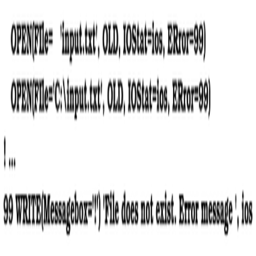 OPEN(File= 'input.txt', OLD, IOStat=ios, ERror=99)
OPEN(File='C:\input.txt', OLD, IOStat=ios, ERror=99)
! ...
99 WRITE(Messagebox='!') 'File does not exist. Error message ', ios